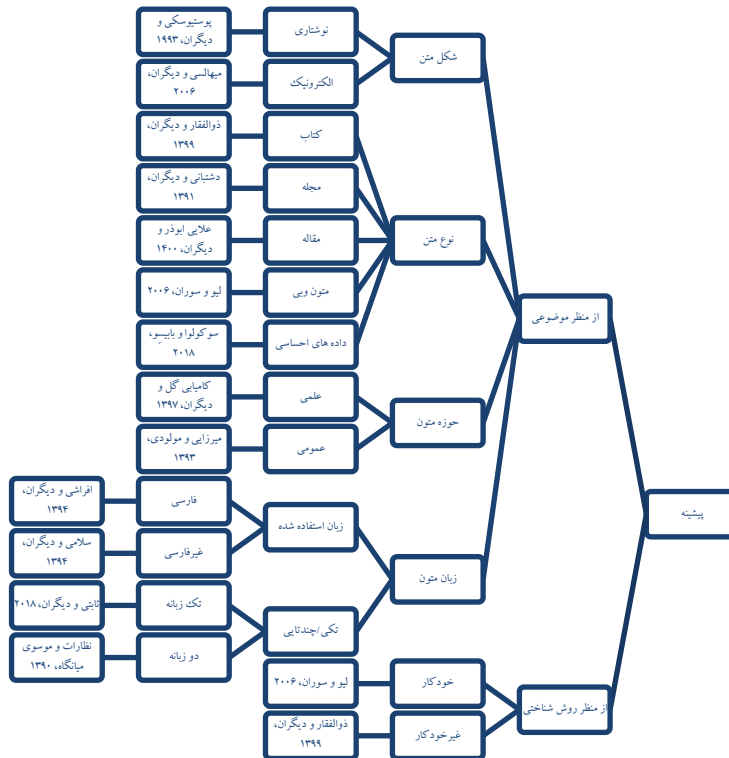 پیشینه
از منظر موضوعی
شکل متن
نوشتاری
پوستیوسکی و
دیگران، ۱۹۹۳
الکترونیک
میهالسی و دیگران،
۲۰۰۶
نوع متن
کتاب
ذوالفقار و دیگران،
۱۳۹۹
مجله
دشتبانی و دیگران،
۱۳۹۱
مقاله
علایی ابوذر و
دیگران، ۱۴۰۰
متون وبی
لیو و سوران، ۲۰۰۶
داده های احساسی
سوکولوا و بابیسِو،
۲۰۱۸
حوزه متون
علمی
کامیابی گل و
دیگران، ۱۳۹۷
عمومی
میرزایی و مولودی،
۱۳۹۳
زبان متون
زبان استفاده شده
فارسی
افراشی و دیگران،
۱۳۹۴
غیرفارسی
سلامی و دیگران،
۱۳۹۴
تکی/چندتایی
تک زبانه
ثابتی و دیگران، ۲۰۱۸
دو زبانه
نظارات و موسوی
میانگاه، ۱۳۹۰
از منظر روش شناختی
خودکار
لیو و سوران، ۲۰۰۶
غیرخودکار
ذوالفقار و دیگران،
۱۳۹۹